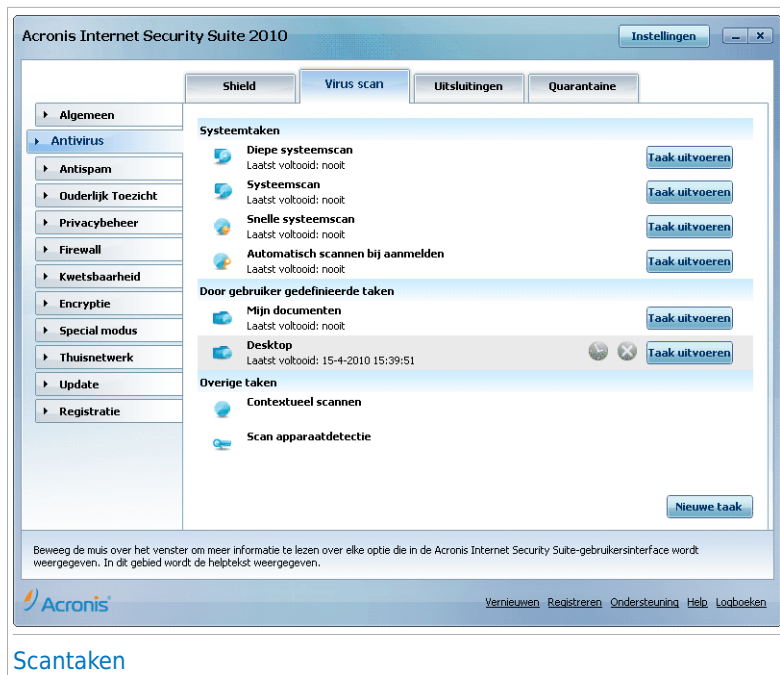 Acronis Internet Security Suite 2010
Instellingen
Shield
Virus scan
Uitsluitingen
Quarantaine
Algemeen
Antivirus
Antispam
Ouderlijk Toezicht
Privacybeheer
Firewall
Kwetsbaarheid
Encryptie
Special modus
Thuisnetwerk
Update
Registratie
Systeemtaken
Diepe systeemscan
Laatst voltooid: nooit
Taak uitvoeren
Systeemscan
Laatst voltooid: nooit
Taak uitvoeren
Snelle systeemscan
Laatst voltooid: nooit
Taak uitvoeren
Automatisch scannen bij aanmelden
Laatst voltooid: nooit
Taak uitvoeren
Door gebruiker gedefinieerde taken
Mijn documenten
Laatst voltooid: nooit
Taak uitvoeren
Desktop
Laatst voltooid: 15-4-2010 15:39:51
Taak uitvoeren
Overige taken
Contextueel scannen
Scan apparaatdetectie
Nieuwe taak
Beweeg de muis over het venster om meer informatie te lezen over elke optie die in de Acronis Internet Security Suite-gebruikersinterface wordt
weergegeven. In dit gebied wordt de helptekst weergegeven.
Acronis
Vernieuwen Registreren Ondersteuning Help Logboeken
Scantaken